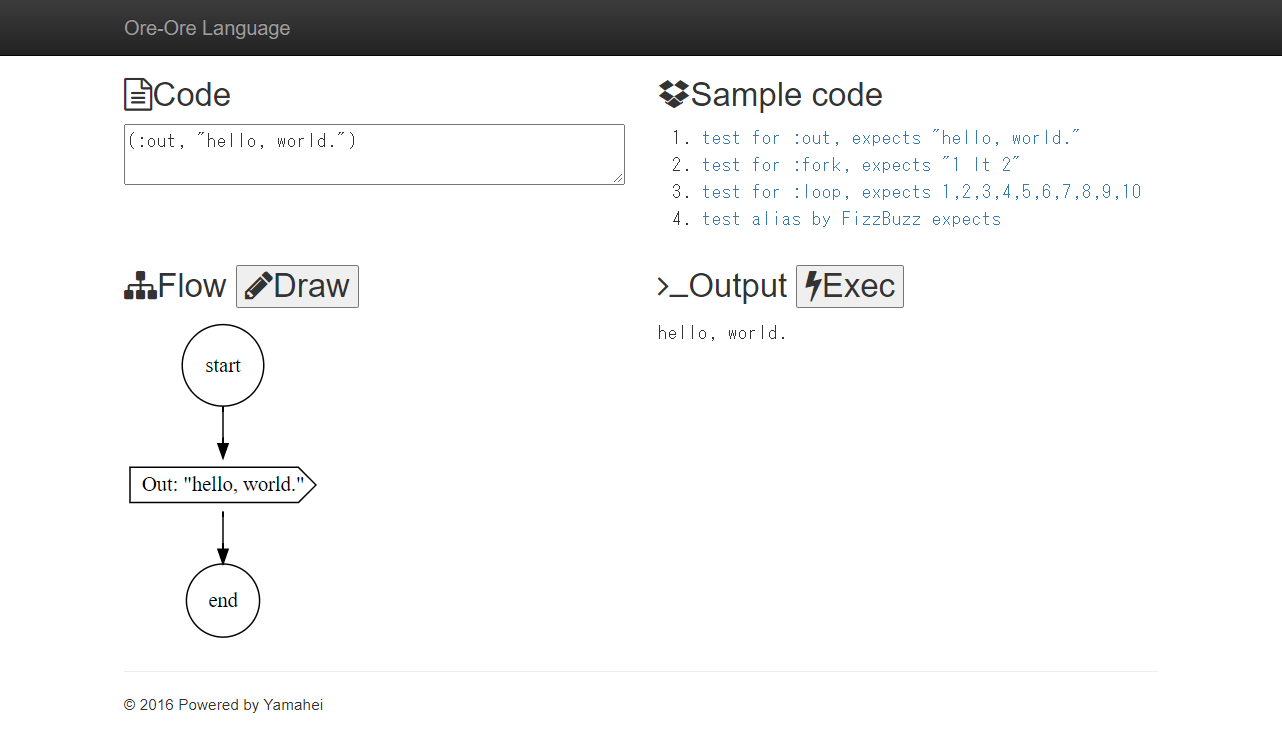 Ore-Ore Language
Code
(:out, "hello, world.")
Sample code
1. test for :out, expects "hello, world."
2. test for :fork, expects "1 lt 2"
3. test for :loop, expects 1,2,3,4,5,6,7,8,9,10
4. test alias by FizzBuzz expects
Flow Draw
start
Out: "hello, world."
end
>_Output Exec
hello, world.
© 2016 Powered by Yamahei